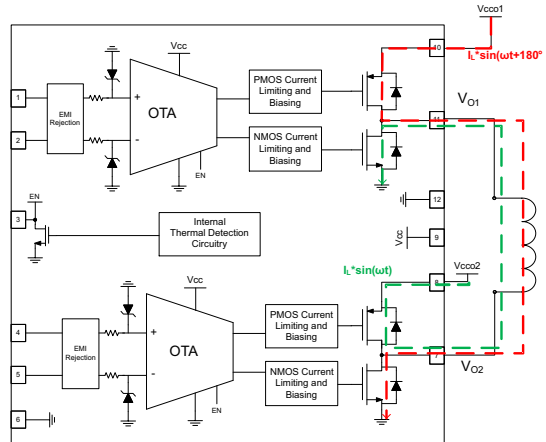 Vcco1
10
IL*sin(ωt+180°
Vcc
PMOS Current
Limiting and
Biasing
1
EMI
Rejection
+
OTA
11
VO1
2
-
NMOS Current
Limiting and
Biasing
EN
EN
3
Internal
Thermal Detection
Circuitry
12
9
Vcc
IL*sin(ωt)
8
Vcco2
Vcc
PMOS Current
Limiting and
Biasing
4
EMI
Rejection
+
OTA
7
VO2
5
-
NMOS Current
Limiting and
Biasing
EN
6